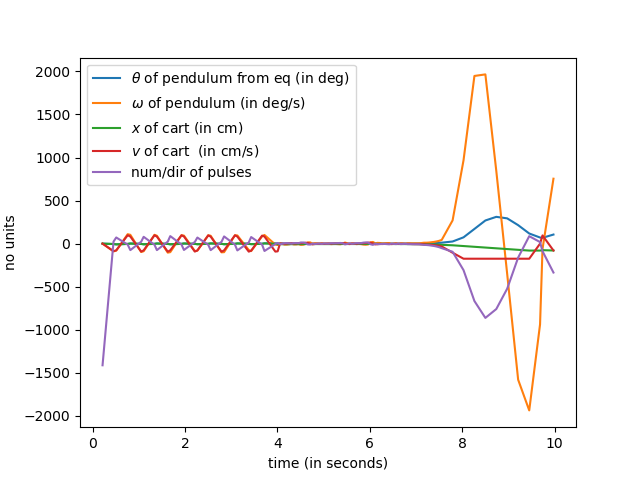 2000
1500
1000
500
0
−500
−1000
−1500
−2000
no units
θ of pendulum from eq (in deg)
ω of pendulum (in deg/s)
x of cart (in cm)
v of cart  (in cm/s)
num/dir of pulses
0 2 4 6 8 10
time (in seconds)